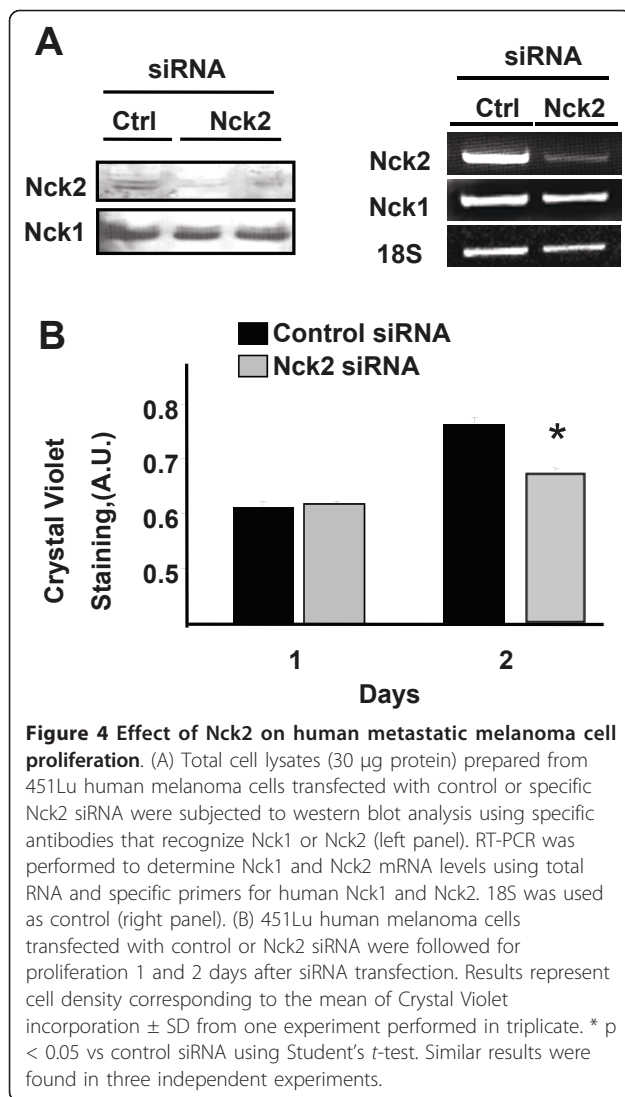 A
siRNA
Ctrl Nck2
Nck2
Nck1
siRNA
Ctrl Nck2
Nck2
Nck1
18S
B
Control siRNA
Nck2 siRNA
Crystal Violet
Staining,(A.U.)
0.8
0.7
0.6
0.5
*
1 2
Days
Figure 4 Effect of Nck2 on human metastatic melanoma cell
proliferation. (A) Total cell lysates (30 μg protein) prepared from
451Lu human melanoma cells transfected with control or specific
Nck2 siRNA were subjected to western blot analysis using specific
antibodies that recognize Nck1 or Nck2 (left panel). RT-PCR was
performed to determine Nck1 and Nck2 mRNA levels using total
RNA and specific primers for human Nck1 and Nck2. 18S was used
as control (right panel). (B) 451Lu human melanoma cells
transfected with control or Nck2 siRNA were followed for
proliferation 1 and 2 days after siRNA transfection. Results represent
cell density corresponding to the mean of Crystal Violet
incorporation ± SD from one experiment performed in triplicate. * p
< 0.05 vs control siRNA using Student's t-test. Similar results were
found in three independent experiments.